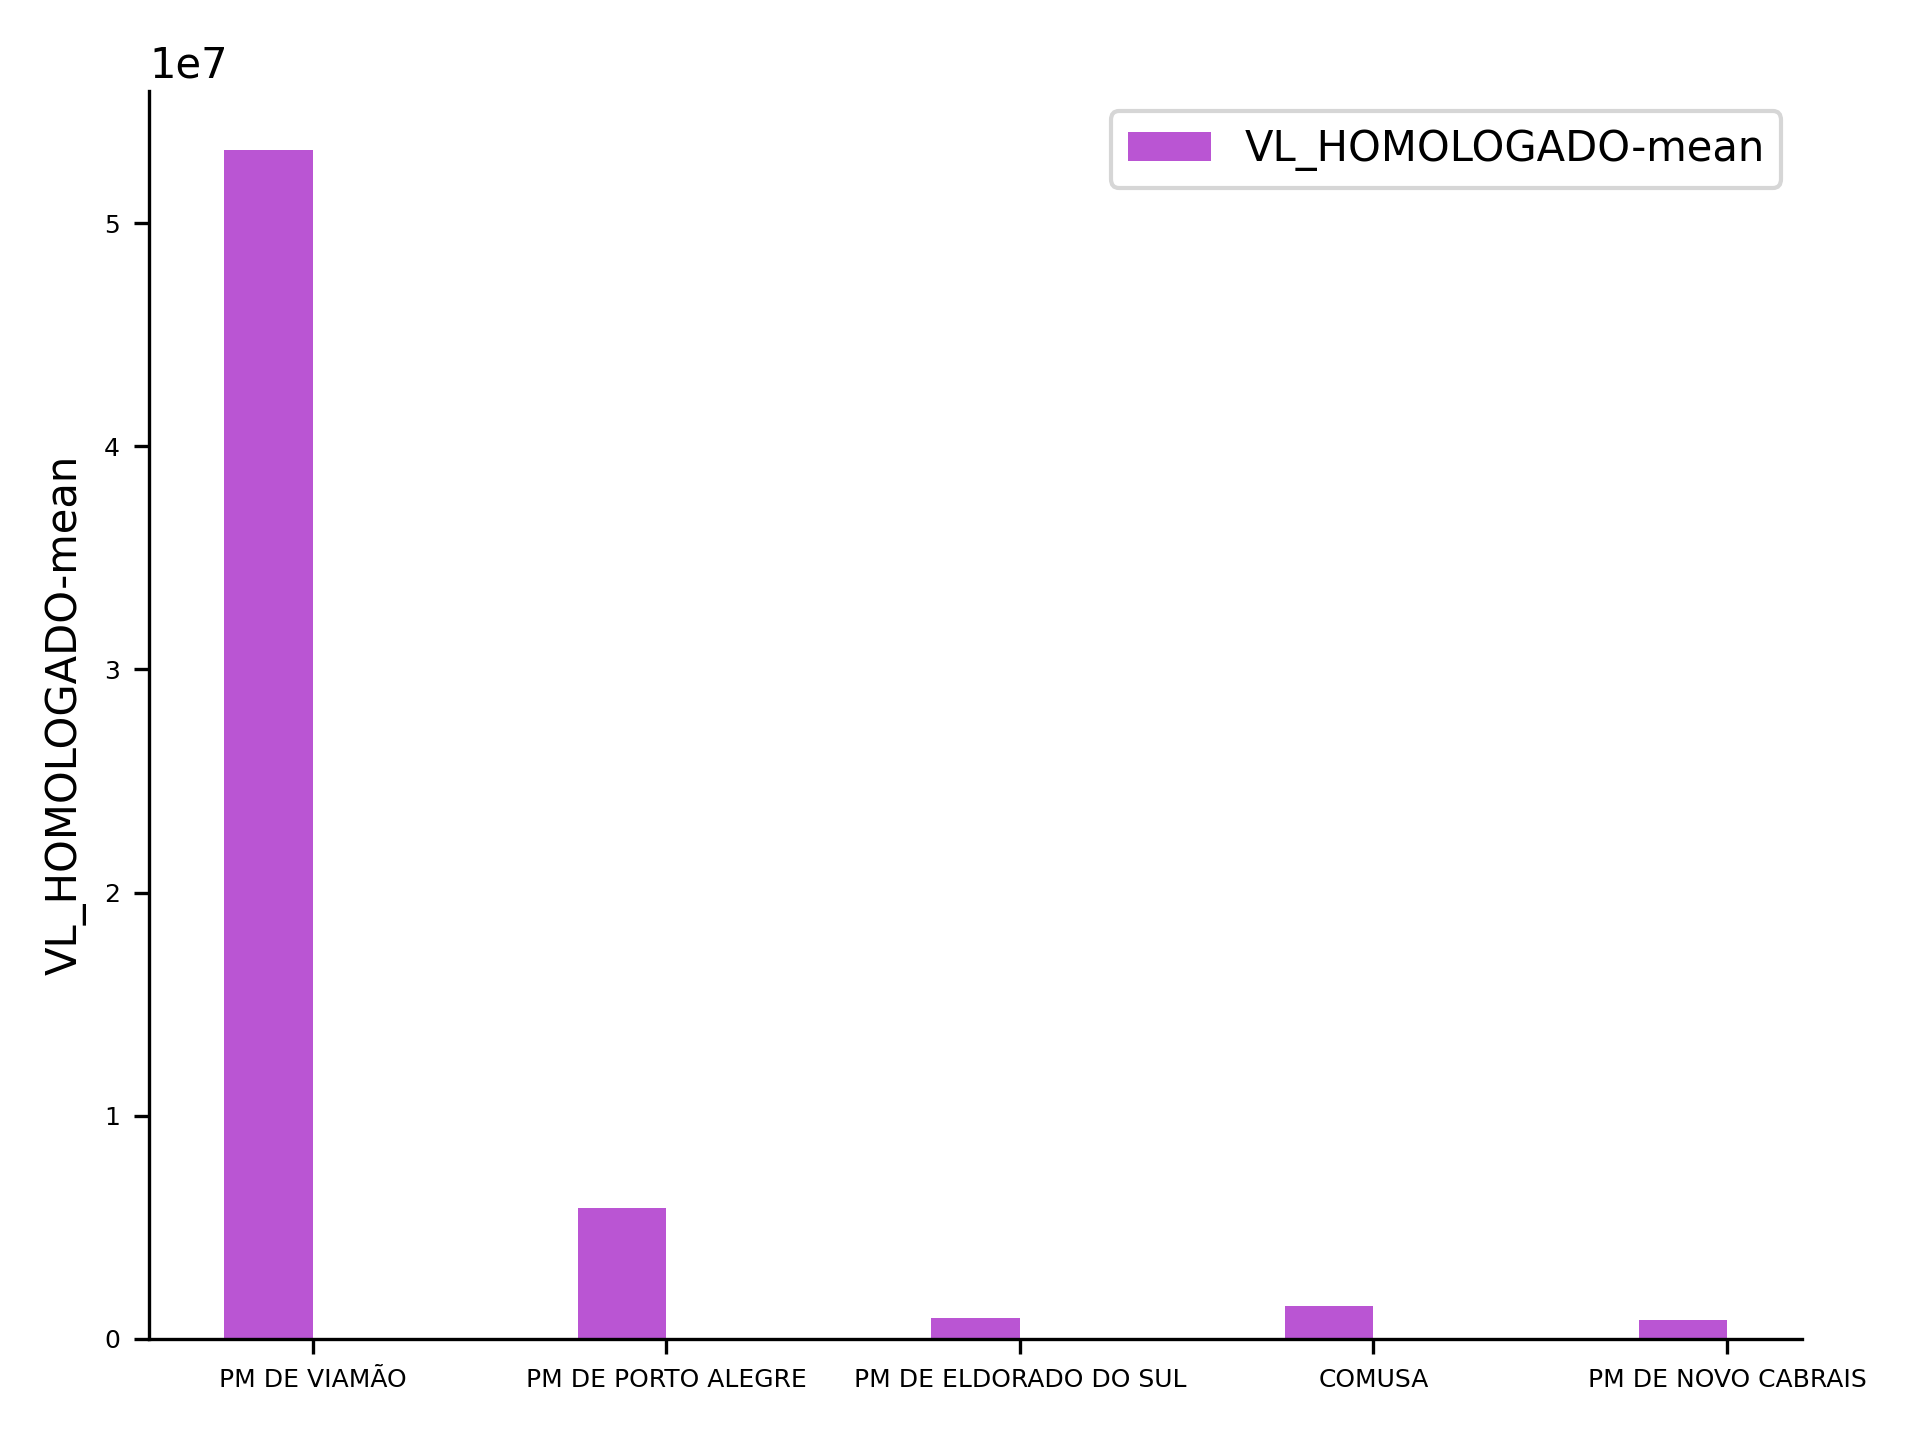 1e7
VL_HOMOLOGADO-mean
VL_HOMOLOGADO-mean
5
4
3
2
1
0
PM DE VIAMÃO PM DE PORTO ALEGRE PM DE ELDORADO DO SUL COMUSA PM DE NOVO CABRAIS